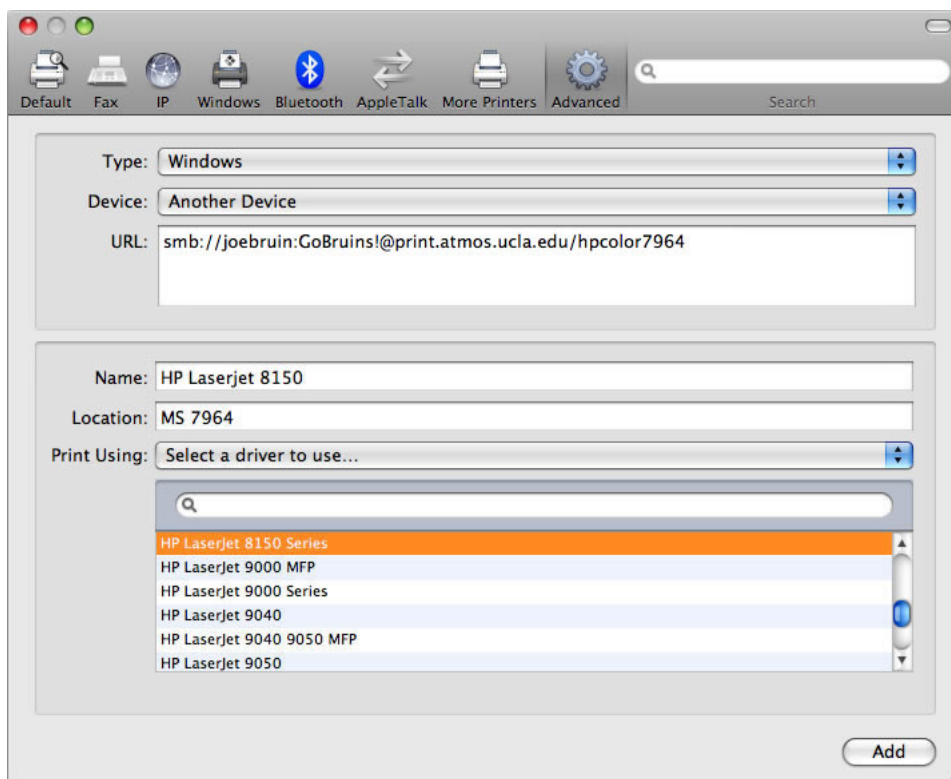 Default Fax IP Windows Bluetooth AppleTalk More Printers Advanced Search
Type: Windows
Device: Another Device
URL: smb://joebruin:GoBruins!@print.atmos.ucla.edu/hpcolor7964
Name: HP Laserjet 8150
Location: MS 7964
Print Using: Select a driver to use...
HP LaserJet 8150 Series
HP LaserJet 9000 MFP
HP LaserJet 9000 Series
HP LaserJet 9040
HP LaserJet 9040 9050 MFP
HP LaserJet 9050
Add